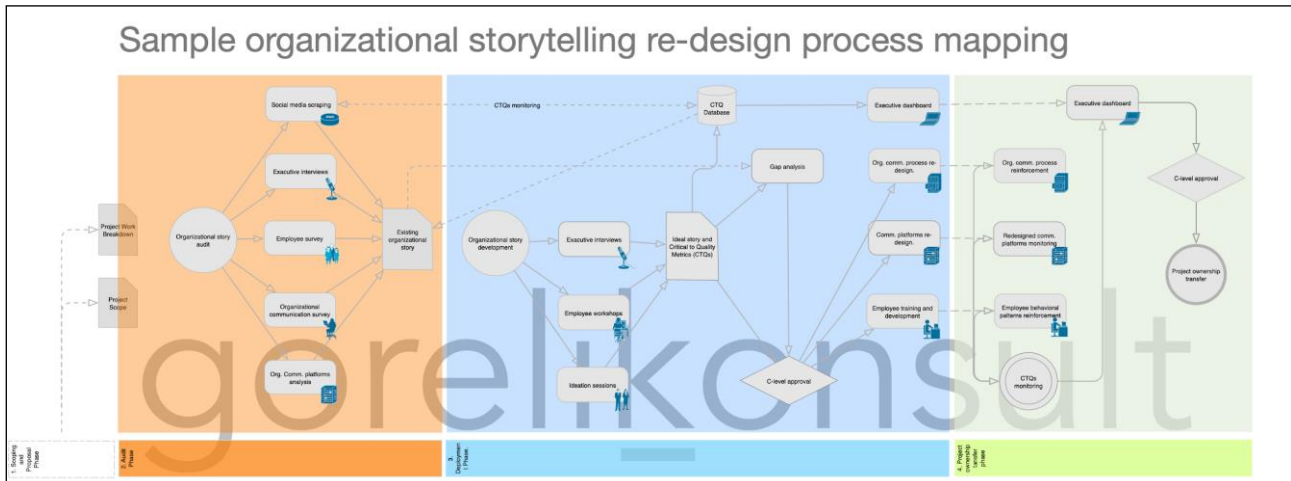 Sample organizational storytelling re-design process mapping
Social media scraping
Executive interviews
Organizational story
audit
Employee survey
Organizational
communication survey
Org. Comm. platforms
analysis
Existing
organizational
story
Project Work
Breakdown
Project
Scope
CTQs monitoring
CTQ
Database
Executive dashboard
Gap analysis
Organizational story
development
Executive interviews
Employee workshops
Ideation sessions
Ideal story and
Critical to Quality
Metrics (CTQs)
C-level approval
Org. comm. process re-
design.
Comm. platforms re-
design.
Employee training and
development
Executive dashboard
Org. comm. process
reinforcement
Redesigned comm.
platforms monitoring
Employee behavioral
patterns reinforcement
CTQs
monitoring
C-level approval
Project ownership
transfer
gorelikonsult
1. Scoping
and
Proposal
Phase
2. Audit
Phase
3.
Deploymen
t Phase.
4. Project
ownership
tansfer
phase